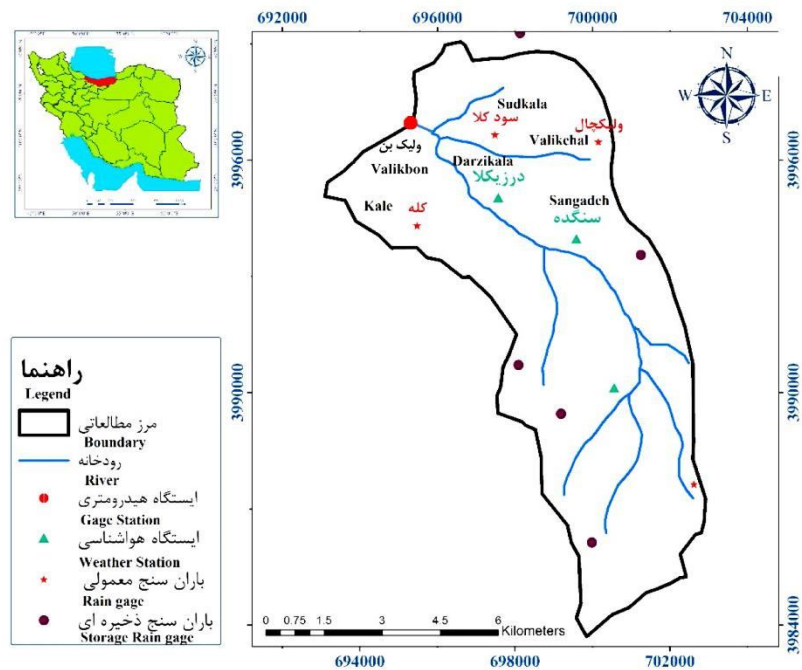 692000 696000 700000 704000
N
W E
S
Sudkala
سود کلا
ولیکچال
Valikchal
ولیک بن
Valikbon
Darzikala
درزیکلا
Kale
کله
Sangadeh
سنگده
3996000
3996000
3990000
3990000
3984000
3984000
راهنما
Legend
مرز مطالعاتی
Boundary
رودخانه
River
ایستگاه هیدرومتری
Gage Station
ایستگاه هواشناسی
Weather Station
باران سنج معمولی
Rain gage
باران سنج ذخیره ای
Storage Rain gage
0 0.75 1.5 3 4.5 6
Kilometers
694000 698000 702000